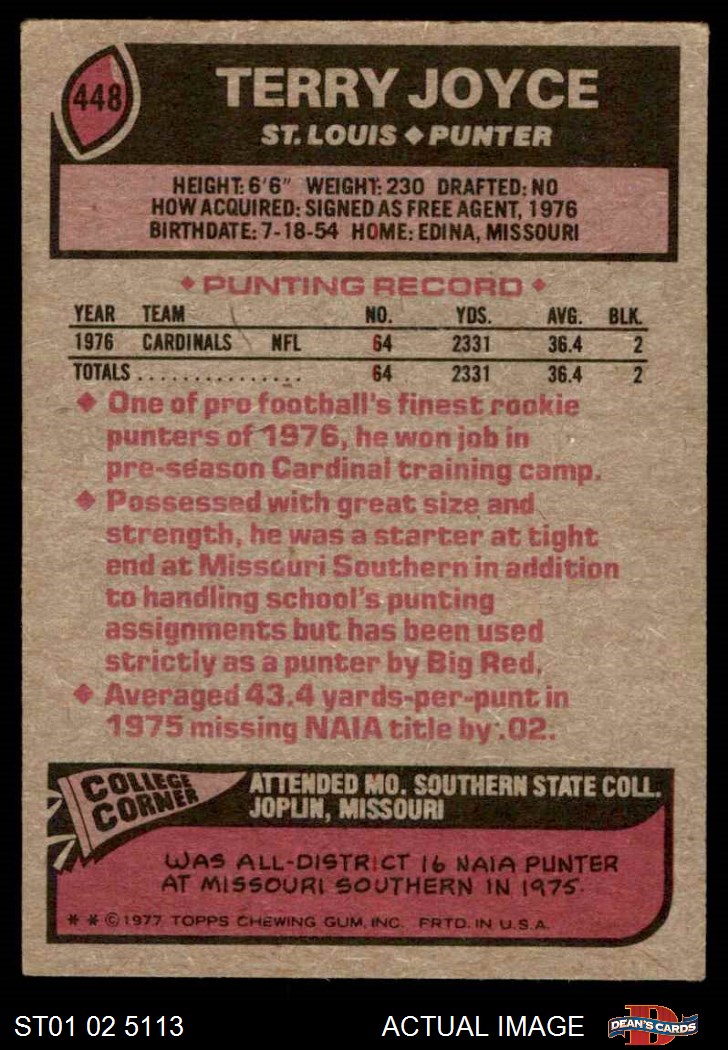 448
TERRY JOYCE
ST. LOUIS ◆ PUNTER
HEIGHT: 6'6" WEIGHT: 230 DRAFTED: NO
HOW ACQUIRED: SIGNED AS FREE AGENT, 1976
BIRTHDATE: 7-18-54 HOME: EDINA, MISSOURI
◆ PUNTING RECORD ◆
YEAR TEAM NO. YDS. AVG. BLK.
1976 CARDINALS NFL 64 2331 36.4 2
TOTALS ............... 64 2331 36.4 2
◆ One of pro football's finest rookie
punters of 1976, he won job in
pre-season Cardinal training camp.
◆ Possessed with great size and
strength, he was a starter at tight
end at Missouri Southern in addition
to handling school's punting
assignments but has been used
strictly as a punter by Big Red.
◆ Averaged 43.4 yards-per-punt in
1975 missing NAIA title by .02.
COLLEGE
CORNER
ATTENDED MO. SOUTHERN STATE COLL.
JOPLIN, MISSOURI
WAS ALL-DISTRICT 16 NAIA PUNTER
AT MISSOURI SOUTHERN IN 1975.
* * © 1977 TOPPS CHEWING GUM, INC. PRTD. IN U.S.A.
ST01 02 5113
ACTUAL IMAGE
D
DEAN'S CARDS